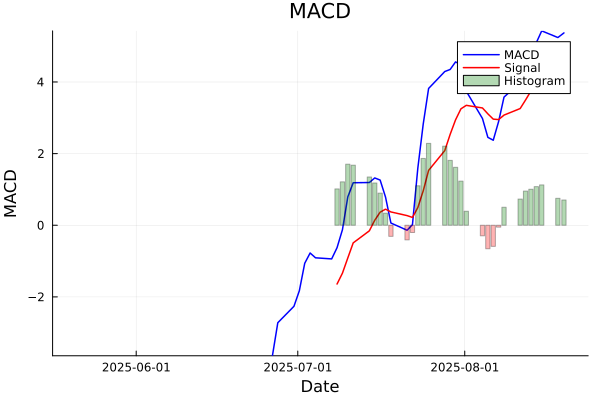 MACD
MACD
Signal
Histogram
4
2
0
−2
MACD
2025-06-01
2025-07-01
2025-08-01
Date